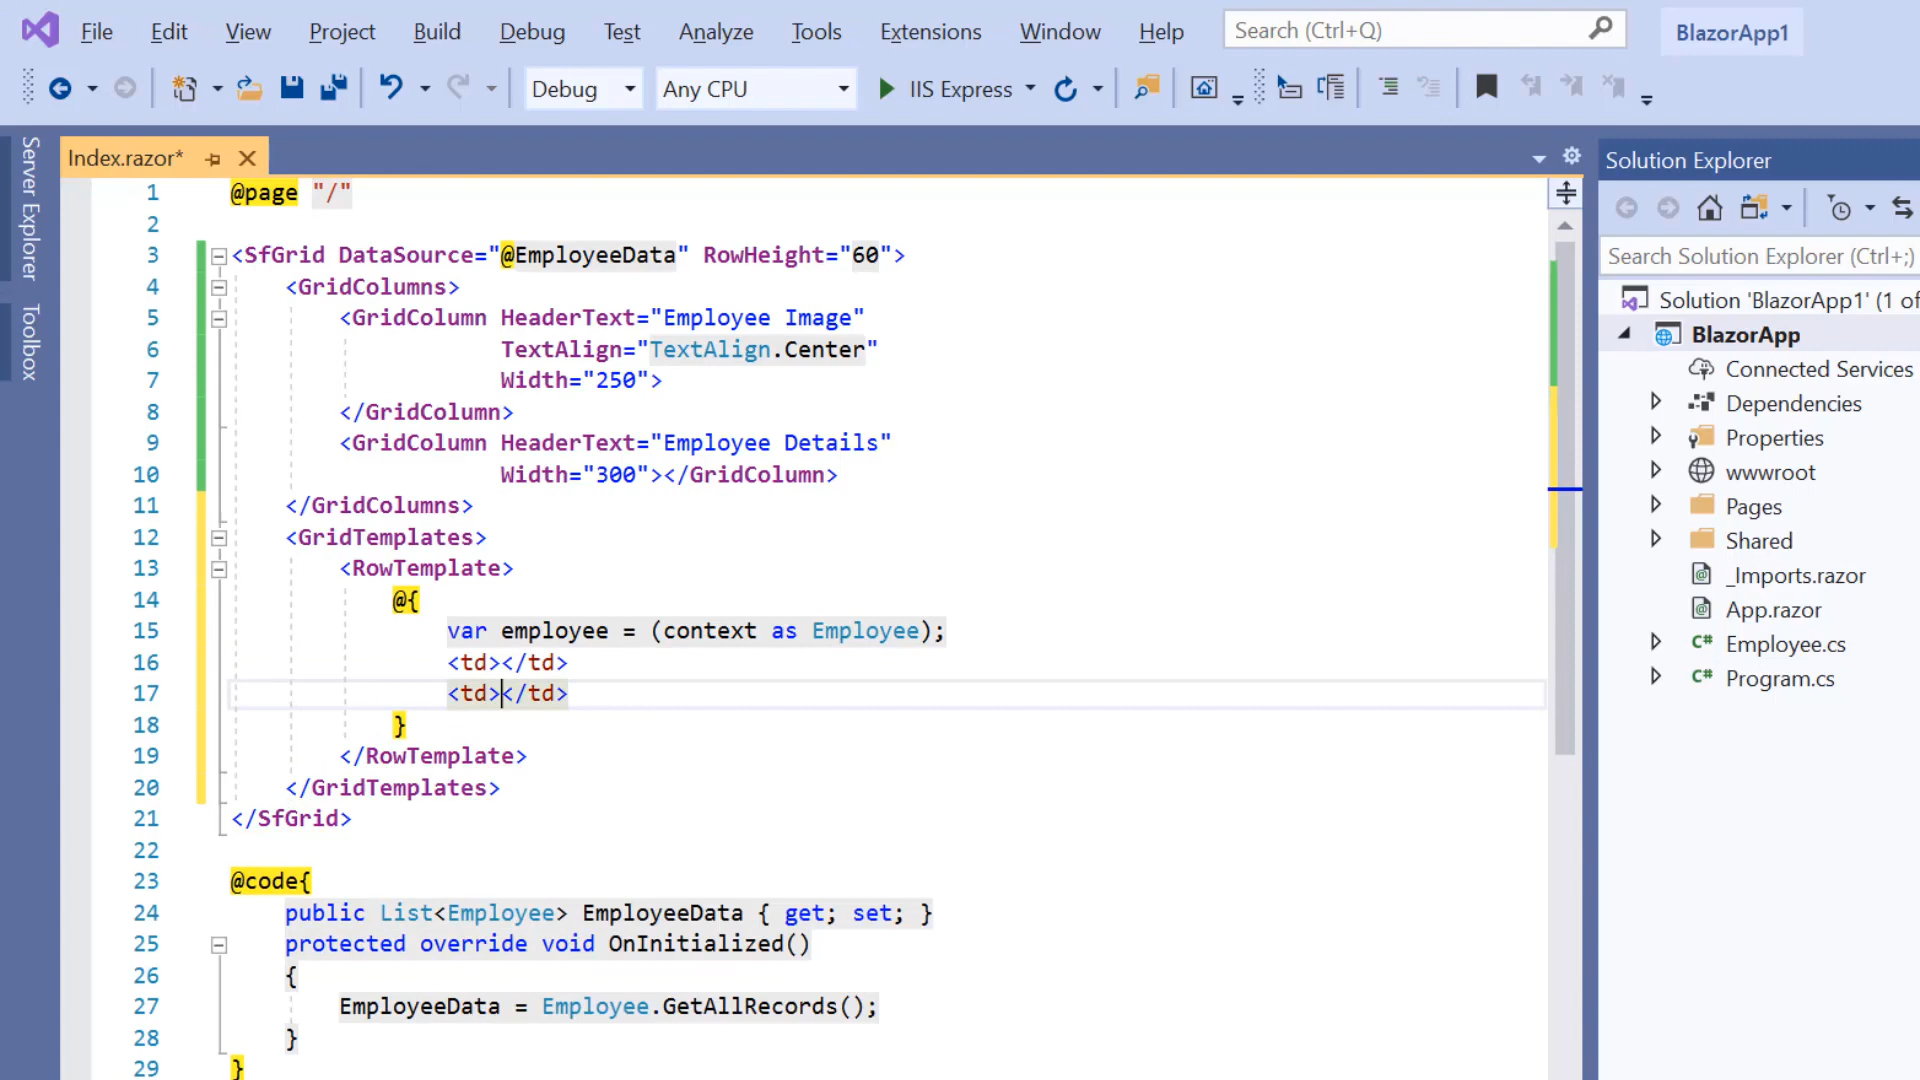 File Edit View Project Build Debug Test Analyze Tools Extensions Window Help Search (Ctrl+Q) BlazorApp1
Debug Any CPU IIS Express
Server Explorer
Toolbox
Index.razor*
1 @page "/"
2
3 <SfGrid DataSource="@EmployeeData" RowHeight="60">
4 <GridColumns>
5 <GridColumn HeaderText="Employee Image"
6 TextAlign="TextAlign.Center"
7 Width="250">
8 </GridColumn>
9 <GridColumn HeaderText="Employee Details"
10 Width="300"></GridColumn>
11 </GridColumns>
12 <GridTemplates>
13 <RowTemplate>
14 @{
15 var employee = (context as Employee);
16 <td></td>
17 <td></td>
18 }
19 </RowTemplate>
20 </GridTemplates>
21 </SfGrid>
22
23 @code{
24 public List<Employee> EmployeeData { get; set; }
25 protected override void OnInitialized()
26 {
27 EmployeeData = Employee.GetAllRecords();
28 }
29 }
Solution Explorer
Search Solution Explorer (Ctrl+;)
Solution 'BlazorApp1' (1 of
BlazorApp
Connected Services
Dependencies
Properties
wwwroot
Pages
Shared
_Imports.razor
App.razor
C# Employee.cs
C# Program.cs